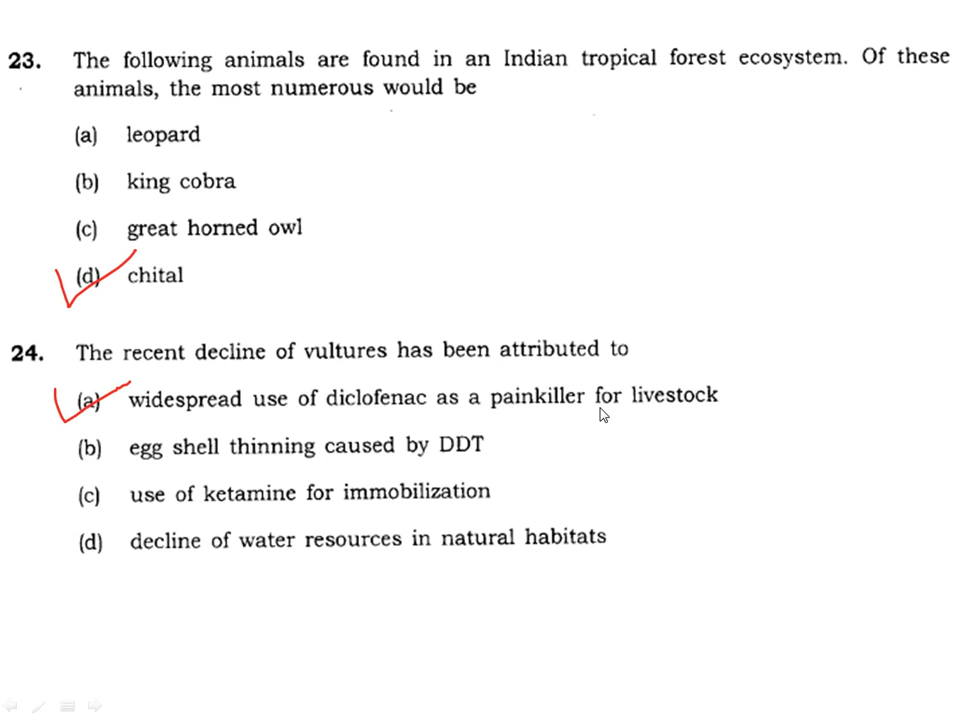 23. The following animals are found in an Indian tropical forest ecosystem. Of these
animals, the most numerous would be
(a) leopard
(b) king cobra
(c) great horned owl
(d) chital
24. The recent decline of vultures has been attributed to
(a) widespread use of diclofenac as a painkiller for livestock
(b) egg shell thinning caused by DDT
(c) use of ketamine for immobilization
(d) decline of water resources in natural habitats